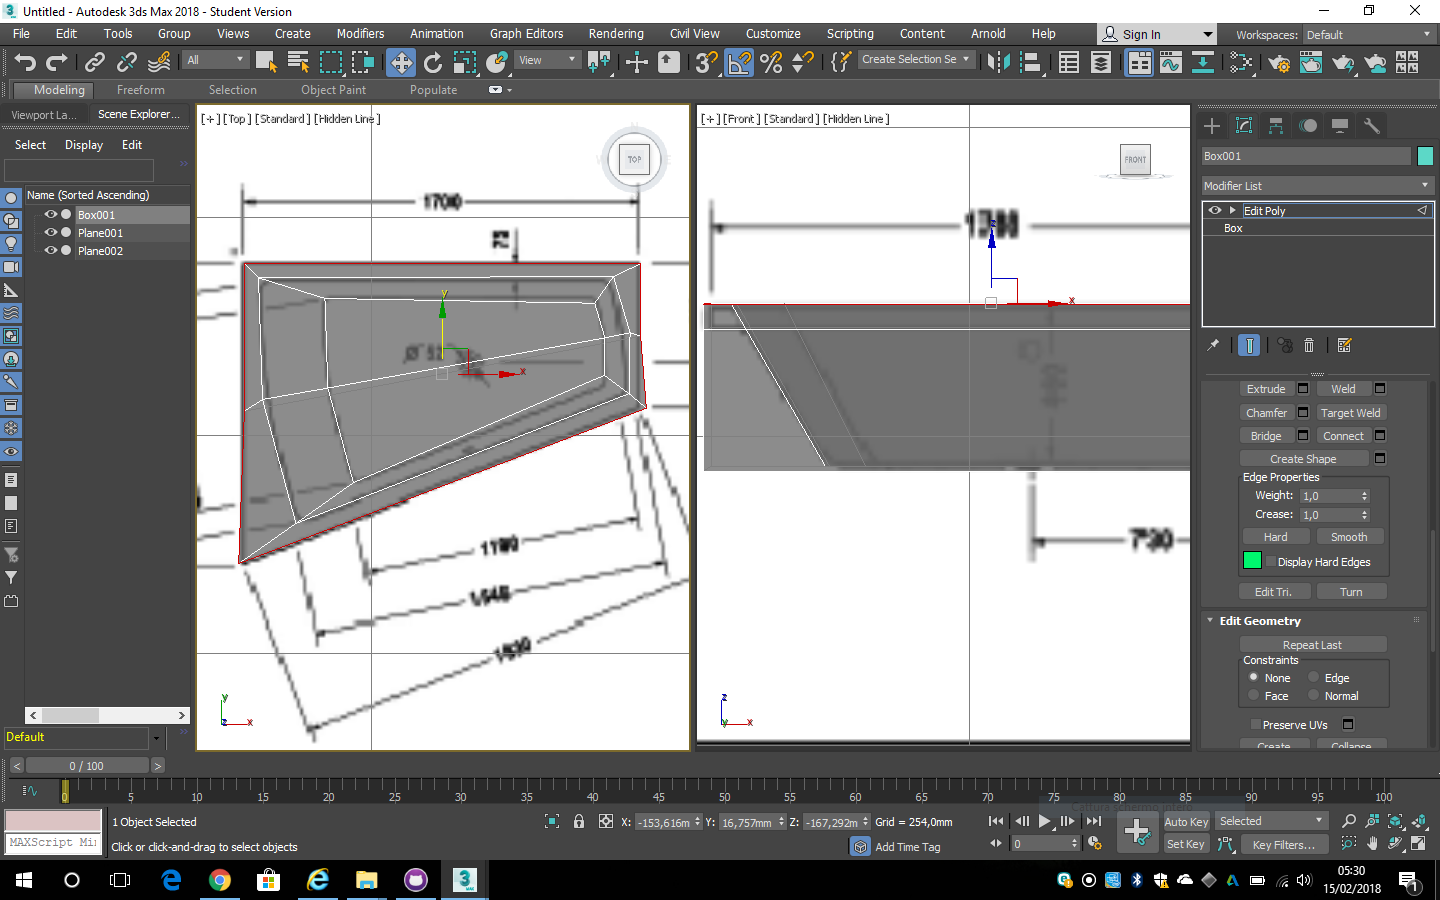 Untitled - Autodesk 3ds Max 2018 - Student Version
File Edit Tools Group Views Create Modifiers Animation Graph Editors Rendering Civil View Customize Scripting Content Arnold Help Sign In Workspaces: Default
All View Create Selection Se
Modeling Freeform Selection Object Paint Populate
Viewport La... Scene Explorer...
Select Display Edit
Name (Sorted Ascending)
Box001
Plane001
Plane002
Default
[+] [Top] [Standard] [Hidden Line]
TOP
1700
y
x
1190
y
z x
[+] [Front] [Standard] [Hidden Line]
FRONT
x
730
z
y x
Box001
Modifier List
Edit Poly
Box
Extrude Weld
Chamfer Target Weld
Bridge Connect
Create Shape
Edge Properties
Weight: 1,0
Crease: 1,0
Hard Smooth
Display Hard Edges
Edit Tri. Turn
Edit Geometry
Repeat Last
Constraints
None Edge
Face Normal
Preserve UVs
Create Collapse
< 0 / 100 >
0 5 10 15 20 25 30 35 40 45 50 55 60 65 70 75 80 85 90 95 100
1 Object Selected X: -153,616m Y: 16,757mm Z: -167,292m Grid = 254,0mm Auto Key Selected
MAXScript Mi Click or click-and-drag to select objects Add Time Tag 0 Set Key Key Filters...
05:30
15/02/2018
1